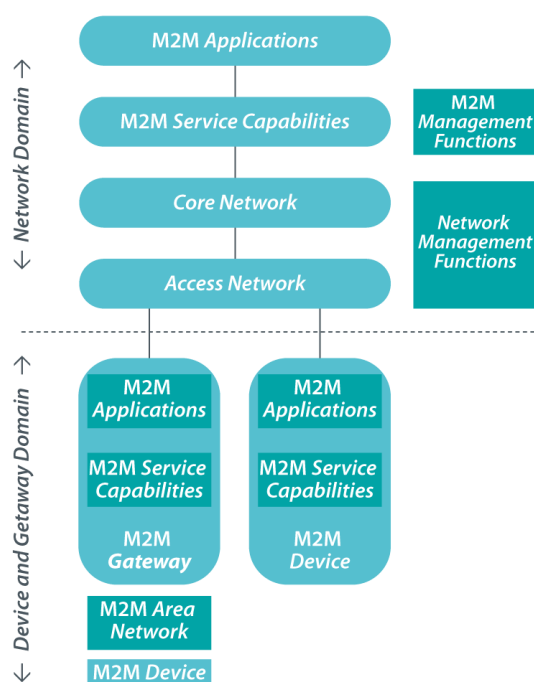 Network Domain
M2M Applications
M2M Service Capabilities
M2M
Management
Functions
Core Network
Network
Management
Functions
Access Network
Device and Getaway Domain
M2M
Applications
M2M Service
Capabilities
M2M
Gateway
M2M
Applications
M2M Service
Capabilities
M2M
Device
M2M Area
Network
M2M Device